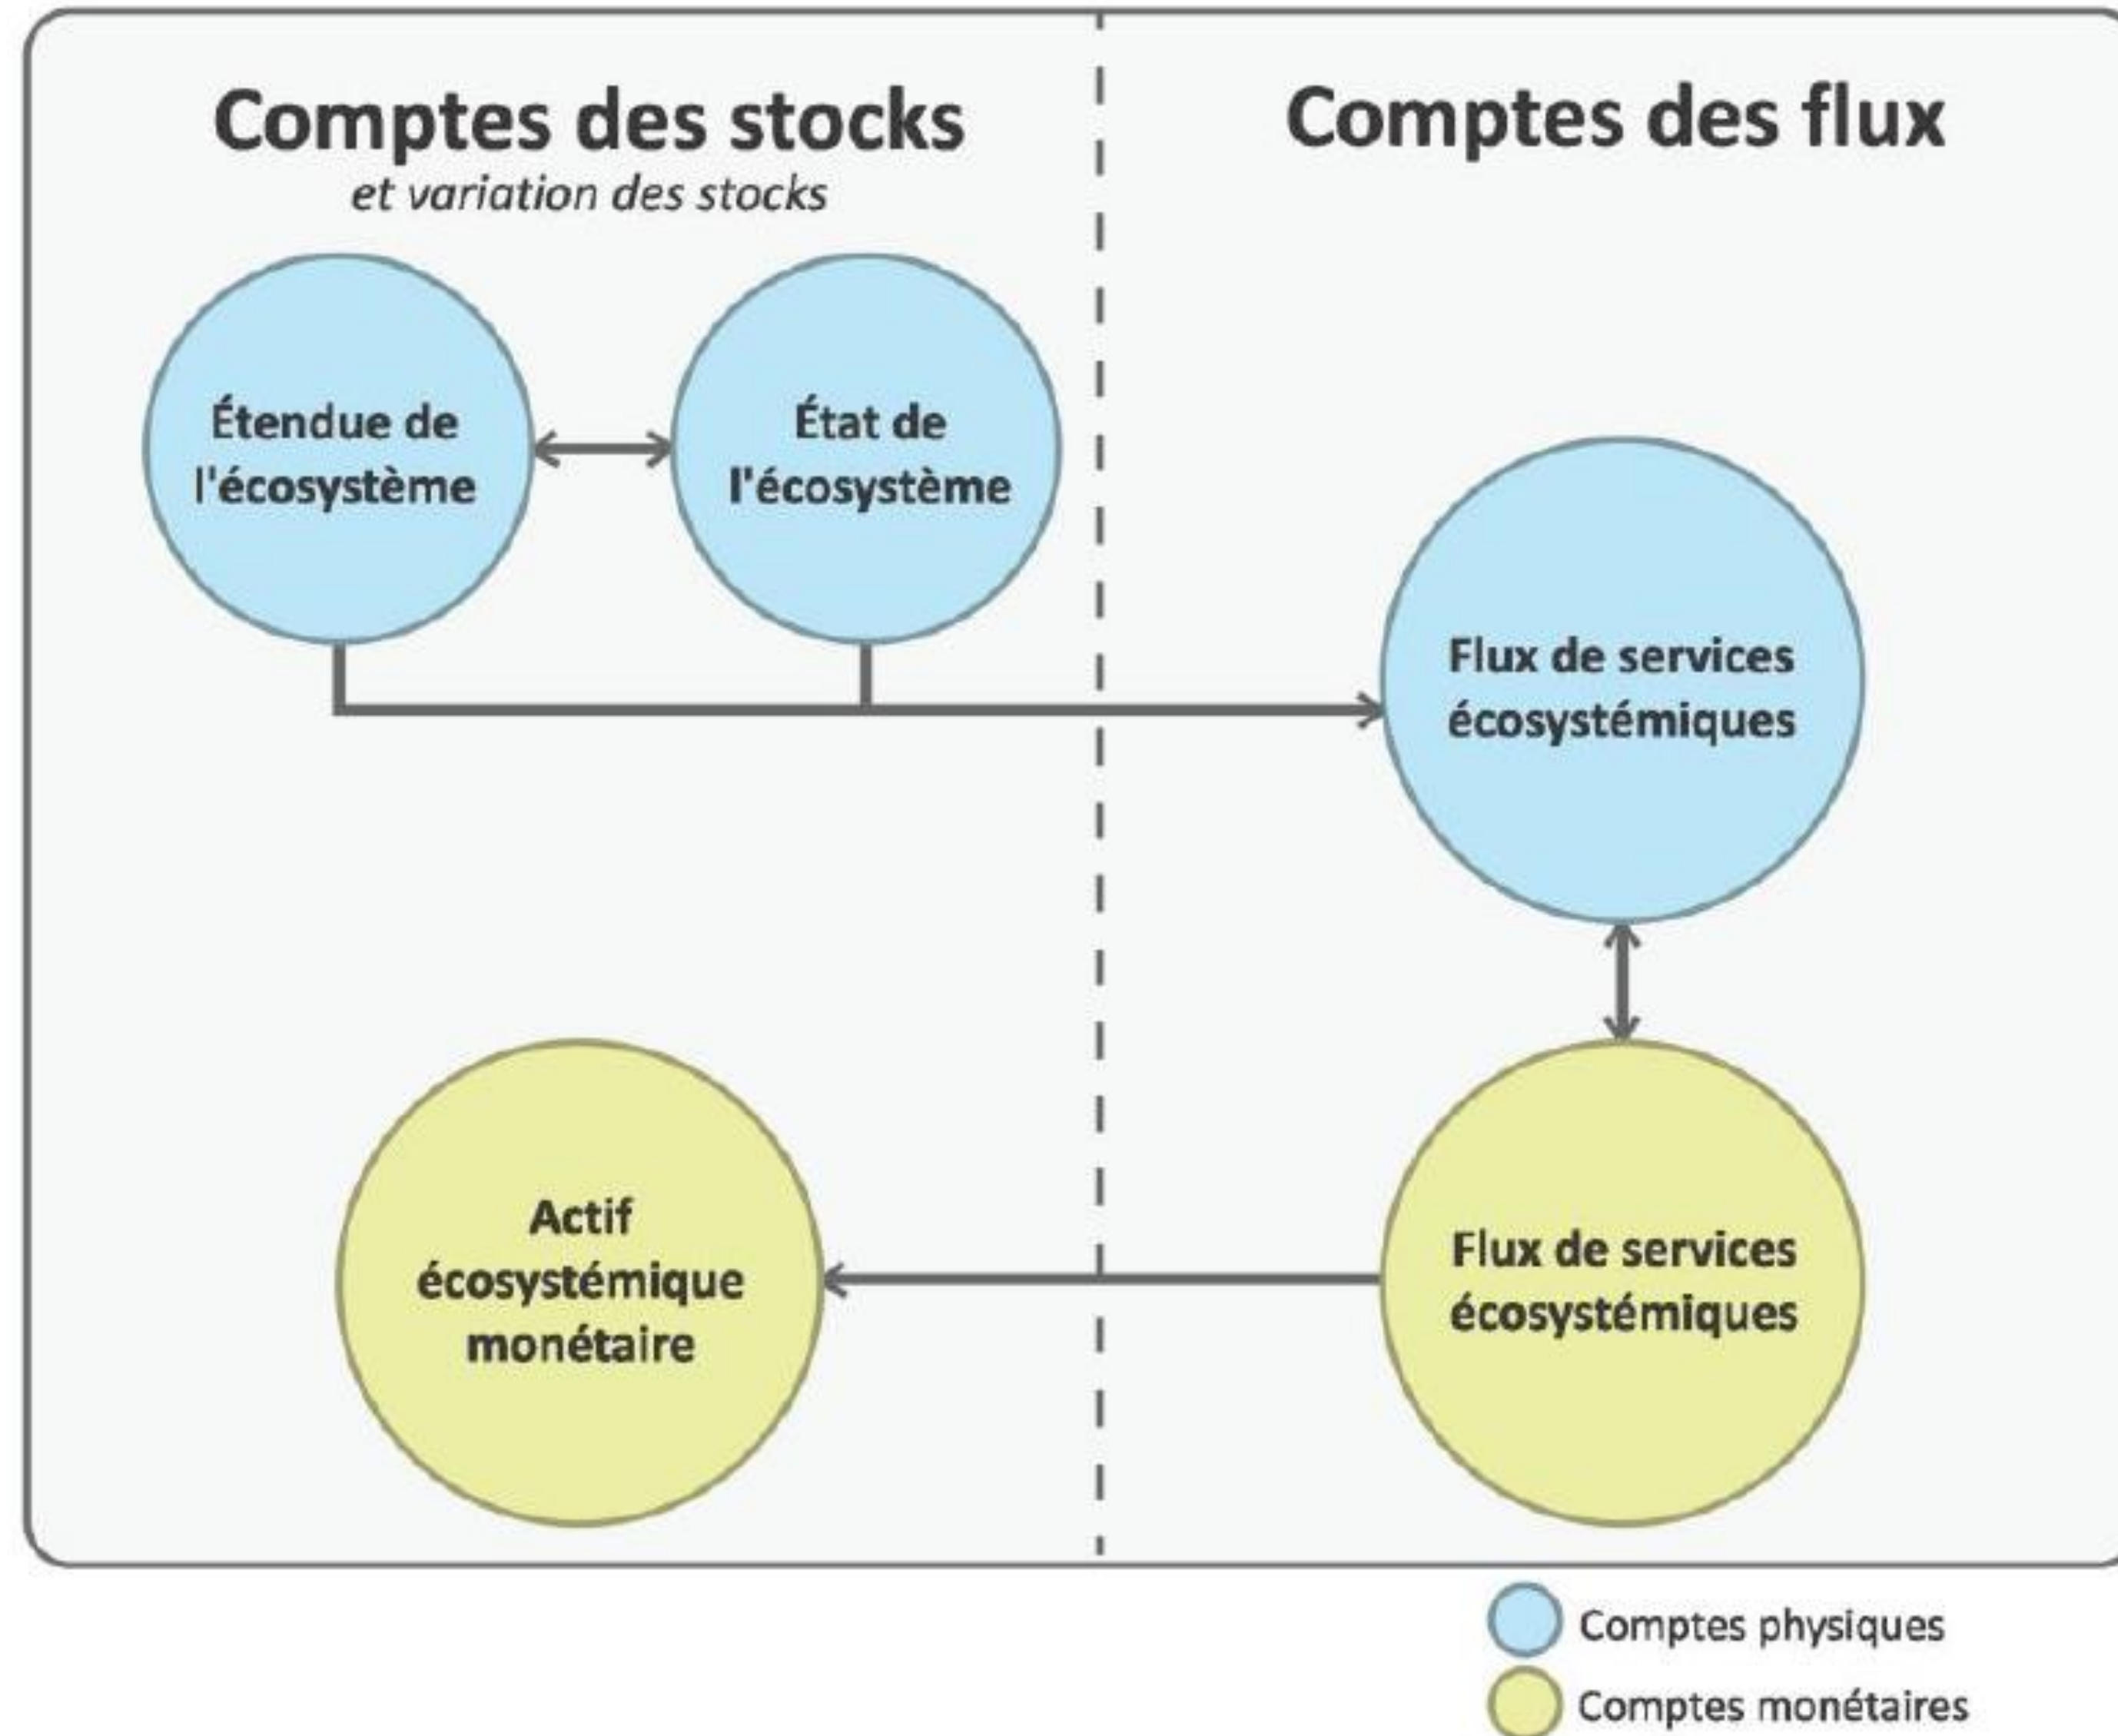 Comptes des stocks
et variation des stocks
Comptes des flux
Étendue de
l'écosystème
État de
l'écosystème
Flux de services
écosystémiques
Actif
écosystémique
monétaire
Flux de services
écosystémiques
Comptes physiques
Comptes monétaires